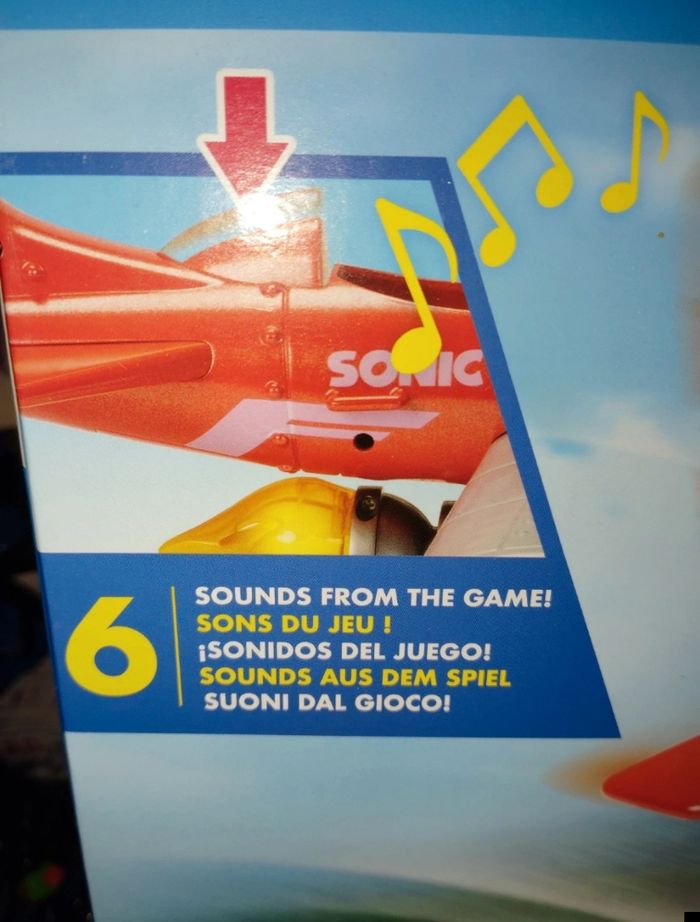 SONIC
6
SOUNDS FROM THE GAME!
SONS DU JEU !
¡SONIDOS DEL JUEGO!
SOUNDS AUS DEM SPIEL
SUONI DAL GIOCO!